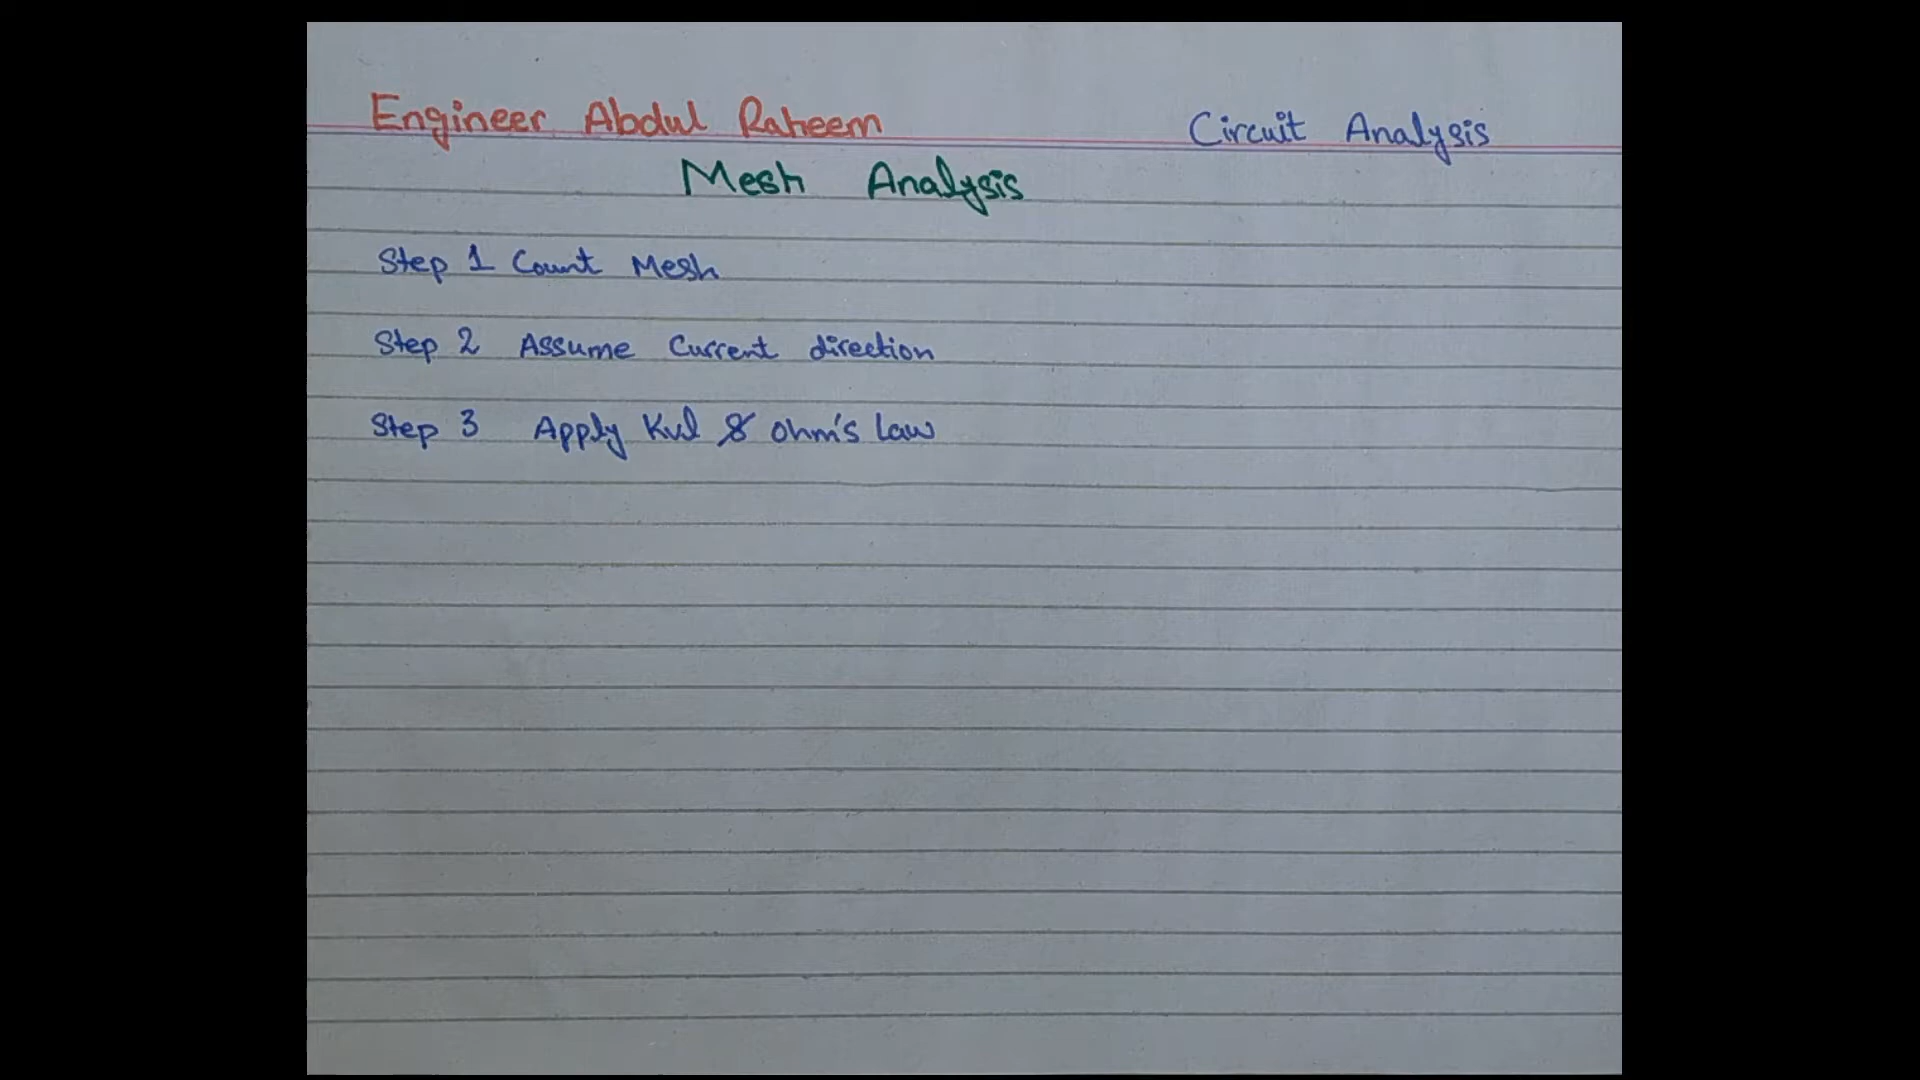 Engineer Abdul Raheem Circuit Analysis
Mesh Analysis
Step 1 Count Mesh
Step 2 Assume Current direction
Step 3 Apply Kvl & ohm's law